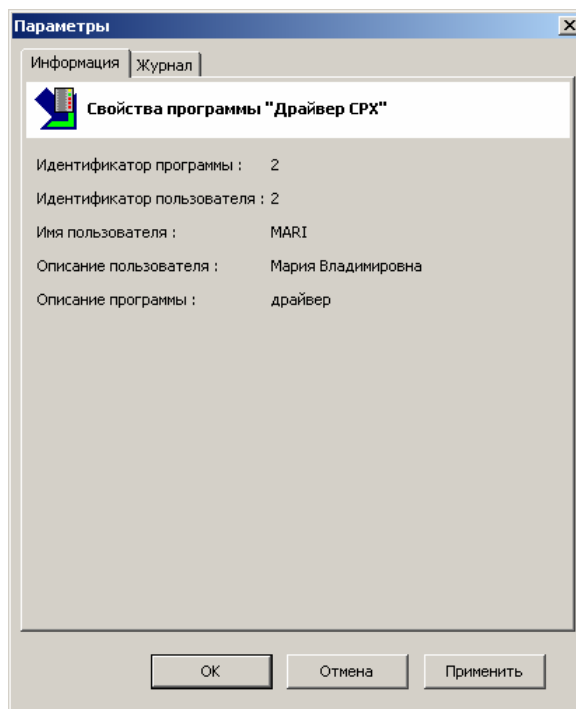 Параметры
Информация Журнал
Свойства программы "Драйвер СРХ"
Идентификатор программы : 2
Идентификатор пользователя : 2
Имя пользователя : MARI
Описание пользователя : Мария Владимировна
Описание программы : драйвер
ОК Отмена Применить